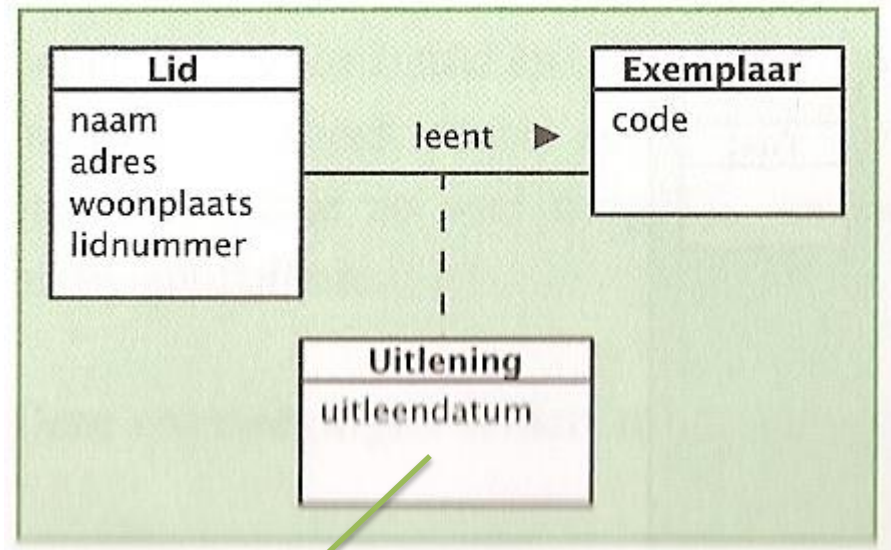 Lid
naam
adres
woonplaats
lidnummer
leent
Exemplaar
code
Uitlening
uitleendatum